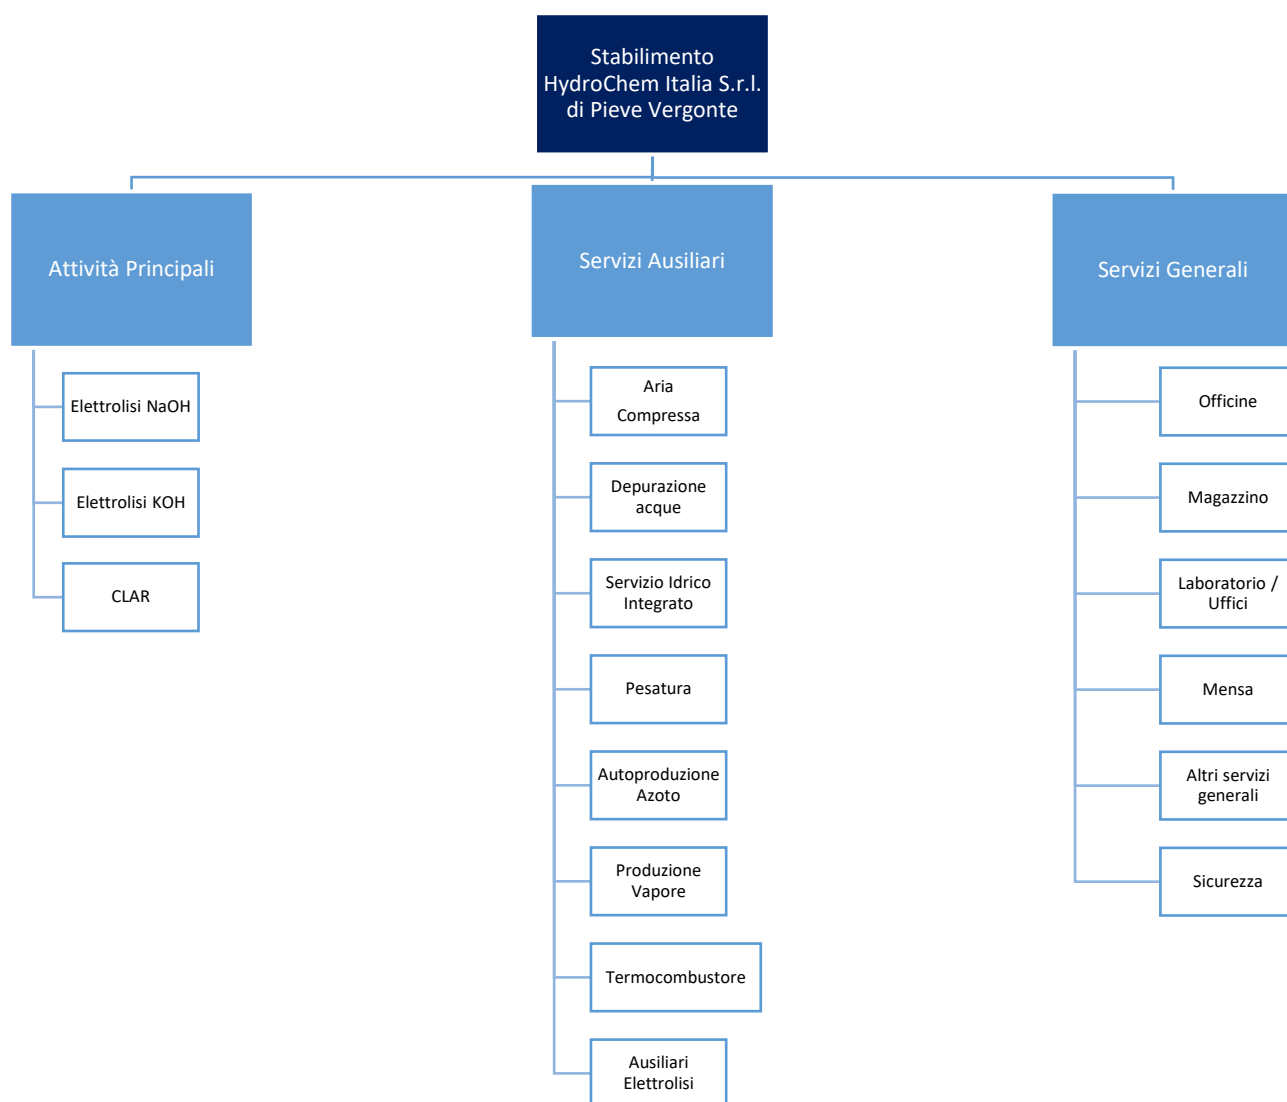 Stabilimento
HydroChem Italia S.r.l.
di Pieve Vergonte
Attività Principali
Elettrolisi NaOH
Elettrolisi KOH
CLAR
Servizi Ausiliari
Aria
Compressa
Depurazione
acque
Servizio Idrico
Integrato
Pesatura
Autoproduzione
Azoto
Produzione
Vapore
Termocombustore
Ausiliari
Elettrolisi
Servizi Generali
Officine
Magazzino
Laboratorio /
Uffici
Mensa
Altri servizi
generali
Sicurezza